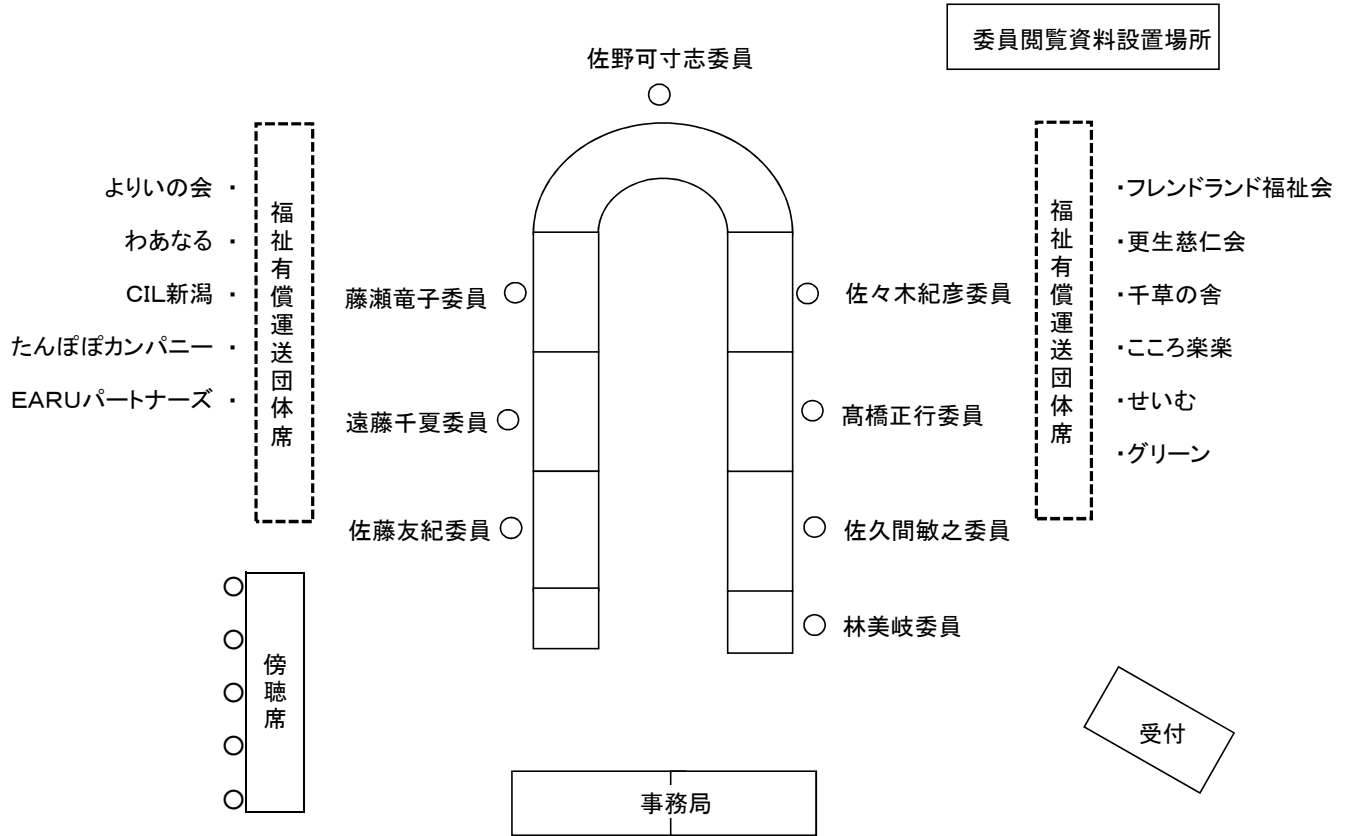 委員閲覧資料設置場所
佐野可寸志委員
よりいの会 ・
わあなる ・
CIL新潟 ・
たんぽぽカンパニー ・
EARUパートナーズ ・
福祉有償運送団体席
藤瀬竜子委員
遠藤千夏委員
佐藤友紀委員
佐々木紀彦委員
髙橋正行委員
佐久間敏之委員
林美岐委員
福祉有償運送団体席
・フレンドランド福祉会
・更生慈仁会
・千草の舎
・こころ楽楽
・せいむ
・グリーン
傍聴席
受付
事務局